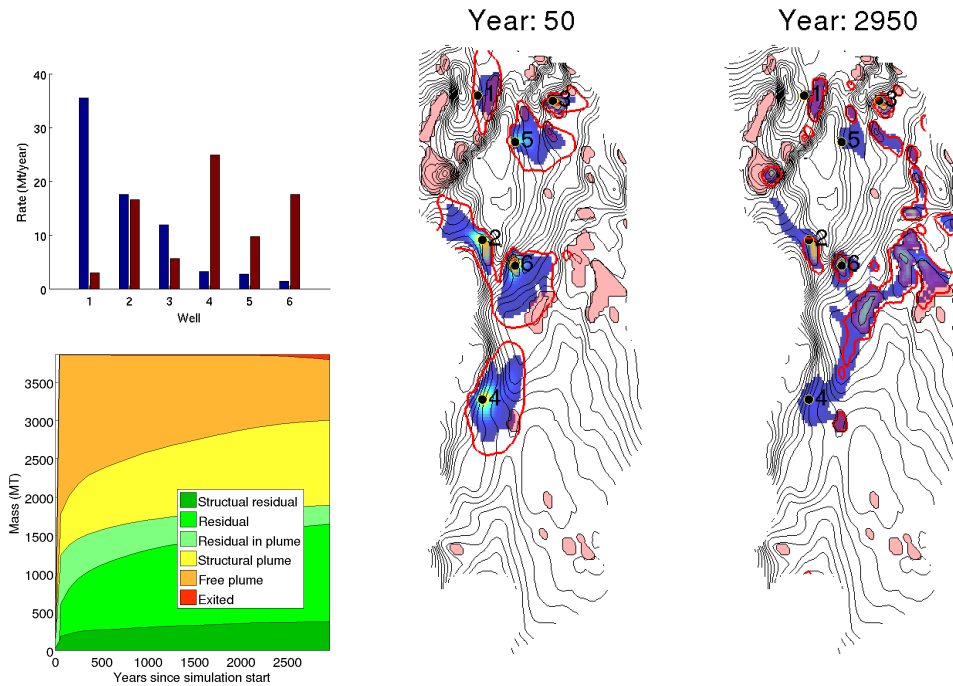 Year: 50
Year: 2950
40
30
20
10
0
Rate (Mt/year)
1 2 3 4 5 6
Well
1
3
5
2
6
4
1
3
5
2
6
4
3500
3000
2500
2000
1500
1000
500
0
Mass (MT)
Structual residual
Residual
Residual in plume
Structural plume
Free plume
Exited
0 500 1000 1500 2000 2500
Years since simulation start